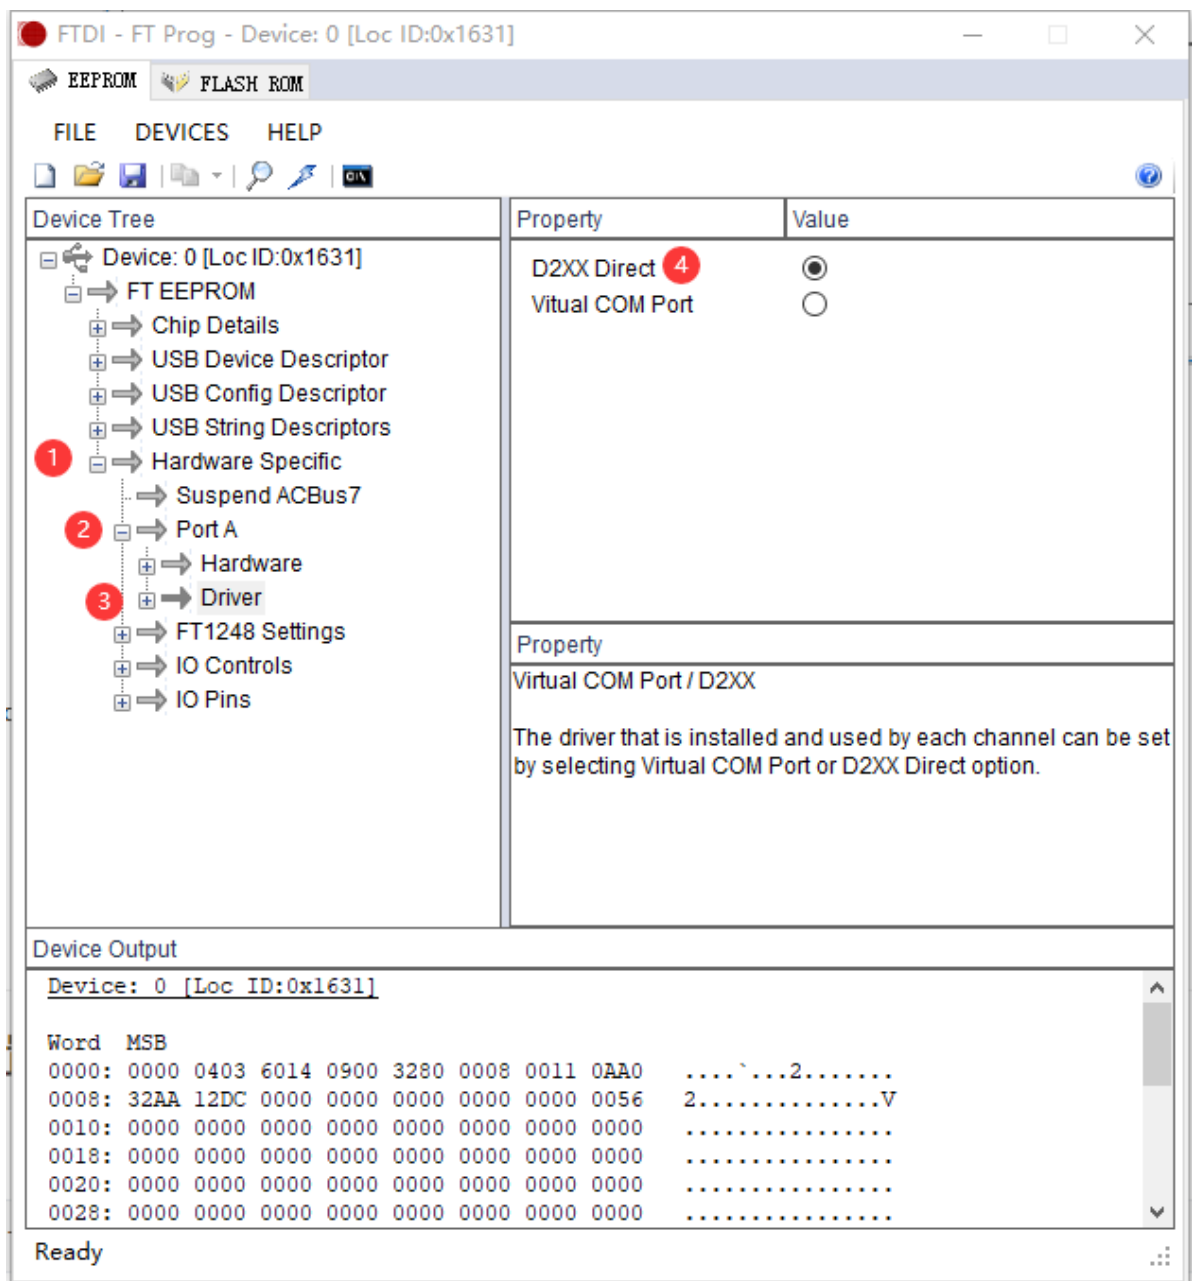 FTDI - FT Prog - Device: 0 [Loc ID:0x1631]
EEPROM FLASH ROM
FILE DEVICES HELP
Device Tree
Device: 0 [Loc ID:0x1631]
FT EEPROM
Chip Details
USB Device Descriptor
USB Config Descriptor
USB String Descriptors
1 Hardware Specific
Suspend ACBus7
2 Port A
Hardware
3 Driver
FT1248 Settings
IO Controls
IO Pins
Property Value
D2XX Direct 4
Vitual COM Port
Property
Virtual COM Port / D2XX
The driver that is installed and used by each channel can be set
by selecting Virtual COM Port or D2XX Direct option.
Device Output
Device: 0 [Loc ID:0x1631]
Word MSB
0000: 0000 0403 6014 0900 3280 0008 0011 0AA0 ....`...2.......
0008: 32AA 12DC 0000 0000 0000 0000 0000 0056 2..............V
0010: 0000 0000 0000 0000 0000 0000 0000 0000 ................
0018: 0000 0000 0000 0000 0000 0000 0000 0000 ................
0020: 0000 0000 0000 0000 0000 0000 0000 0000 ................
0028: 0000 0000 0000 0000 0000 0000 0000 0000 ................
Ready